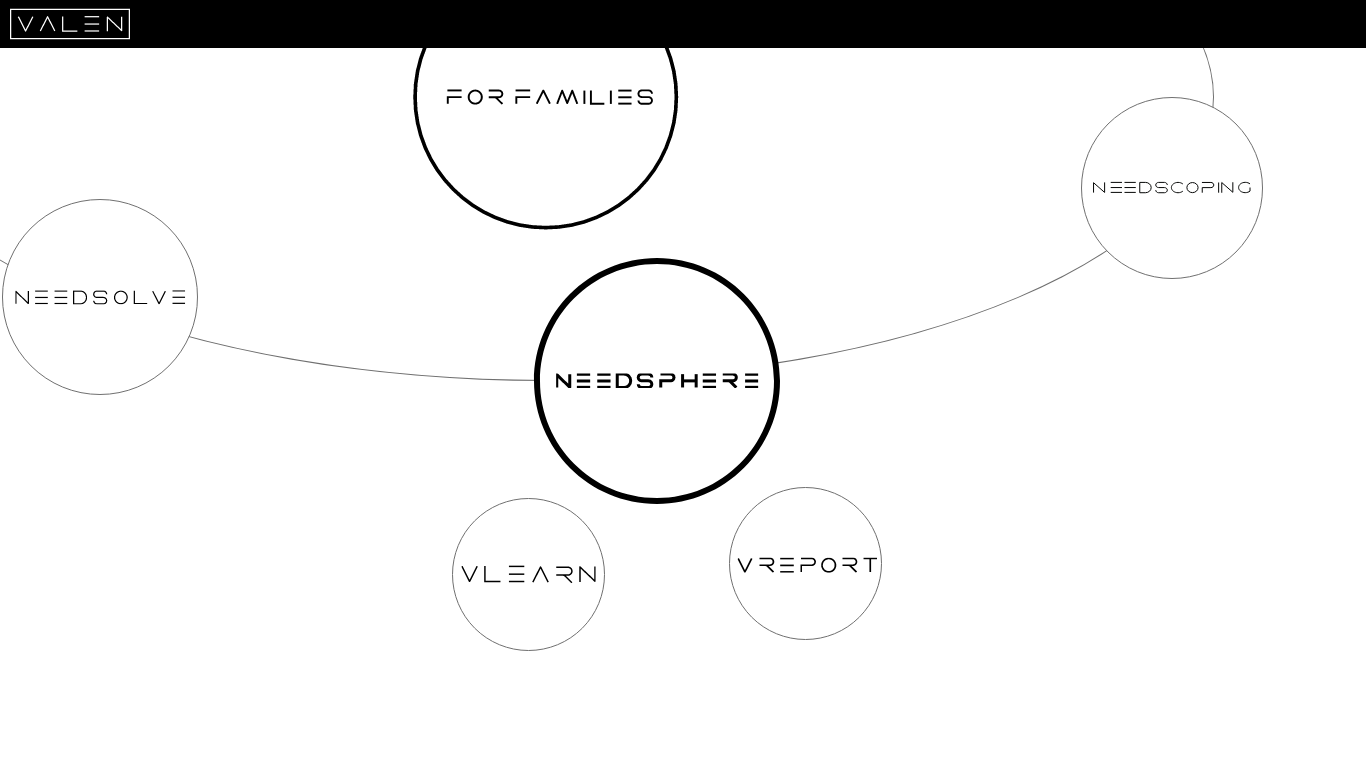 VALEN
FOR FAMILIES
NEEDSCOPING
NEEDSOLVE
NEEDSPHERE
VLEARN
VREPORT